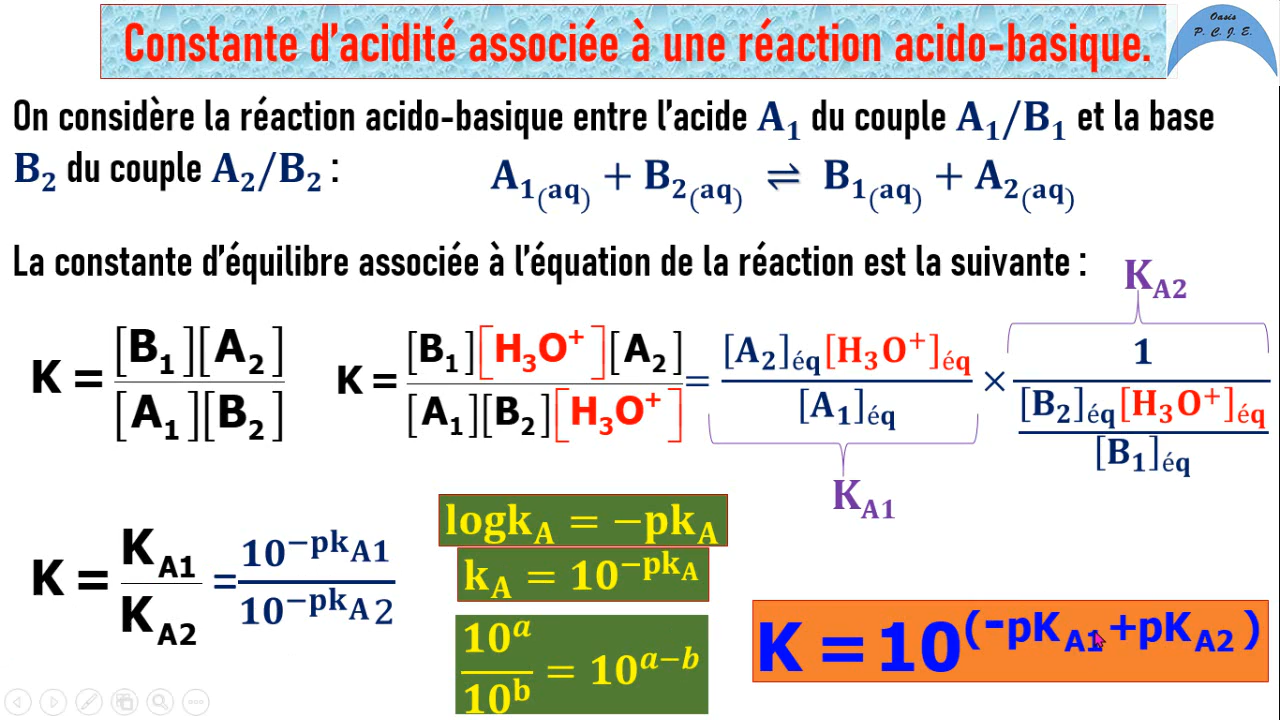 Constante d'acidité associée à une réaction acido-basique.
Oasis
P. C. J. E.
On considère la réaction acido-basique entre l'acide A₁ du couple A₁/B₁ et la base
B₂ du couple A₂/B₂ :
A₁(aq) + B₂(aq) ⇌ B₁(aq) + A₂(aq)
La constante d'équilibre associée à l'équation de la réaction est la suivante :
K = [B₁][A₂] / [A₁][B₂]
K = [B₁][H₃O⁺][A₂] / [A₁][B₂][H₃O⁺] = [A₂]éq[H₃O⁺]éq / [A₁]éq × 1 / [B₂]éq[H₃O⁺]éq / [B₁]éq
K_A2
K_A1
K = K_A1 / K_A2 = 10^(−pk_A1) / 10^(−pk_A2)
logk_A = −pk_A
k_A = 10^(−pk_A)
10^a / 10^b = 10^(a−b)
K = 10^(-pK_A1+pK_A2)